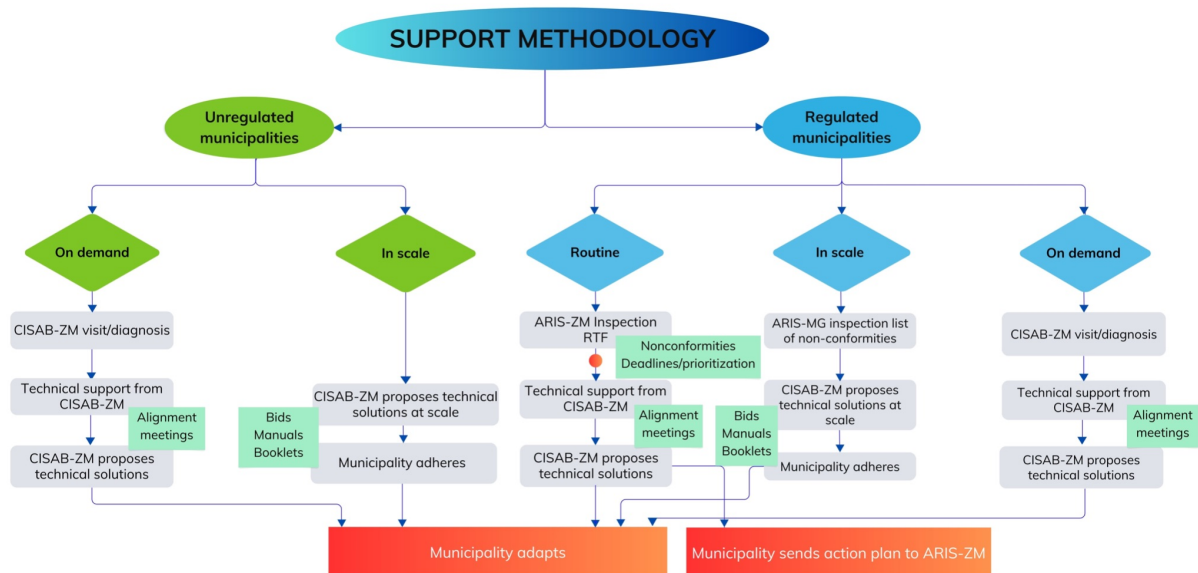 SUPPORT METHODOLOGY
Unregulated
municipalities
Regulated
municipalities
On demand
In scale
Routine
In scale
On demand
CISAB-ZM visit/diagnosis
Technical support from
CISAB-ZM
Alignment
meetings
CISAB-ZM proposes
technical solutions
CISAB-ZM proposes technical
solutions at scale
Bids
Manuals
Booklets
Municipality adheres
ARIS-ZM Inspection
RTF
Nonconformities
Deadlines/prioritization
Technical support from
CISAB-ZM
Alignment
meetings
CISAB-ZM proposes
technical solutions
ARIS-MG inspection list
of non-conformities
CISAB-ZM proposes
technical solutions at
scale
Bids
Manuals
Booklets
Municipality adheres
CISAB-ZM visit/diagnosis
Technical support from
CISAB-ZM
Alignment
meetings
CISAB-ZM proposes
technical solutions
Municipality adapts
Municipality sends action plan to ARIS-ZM